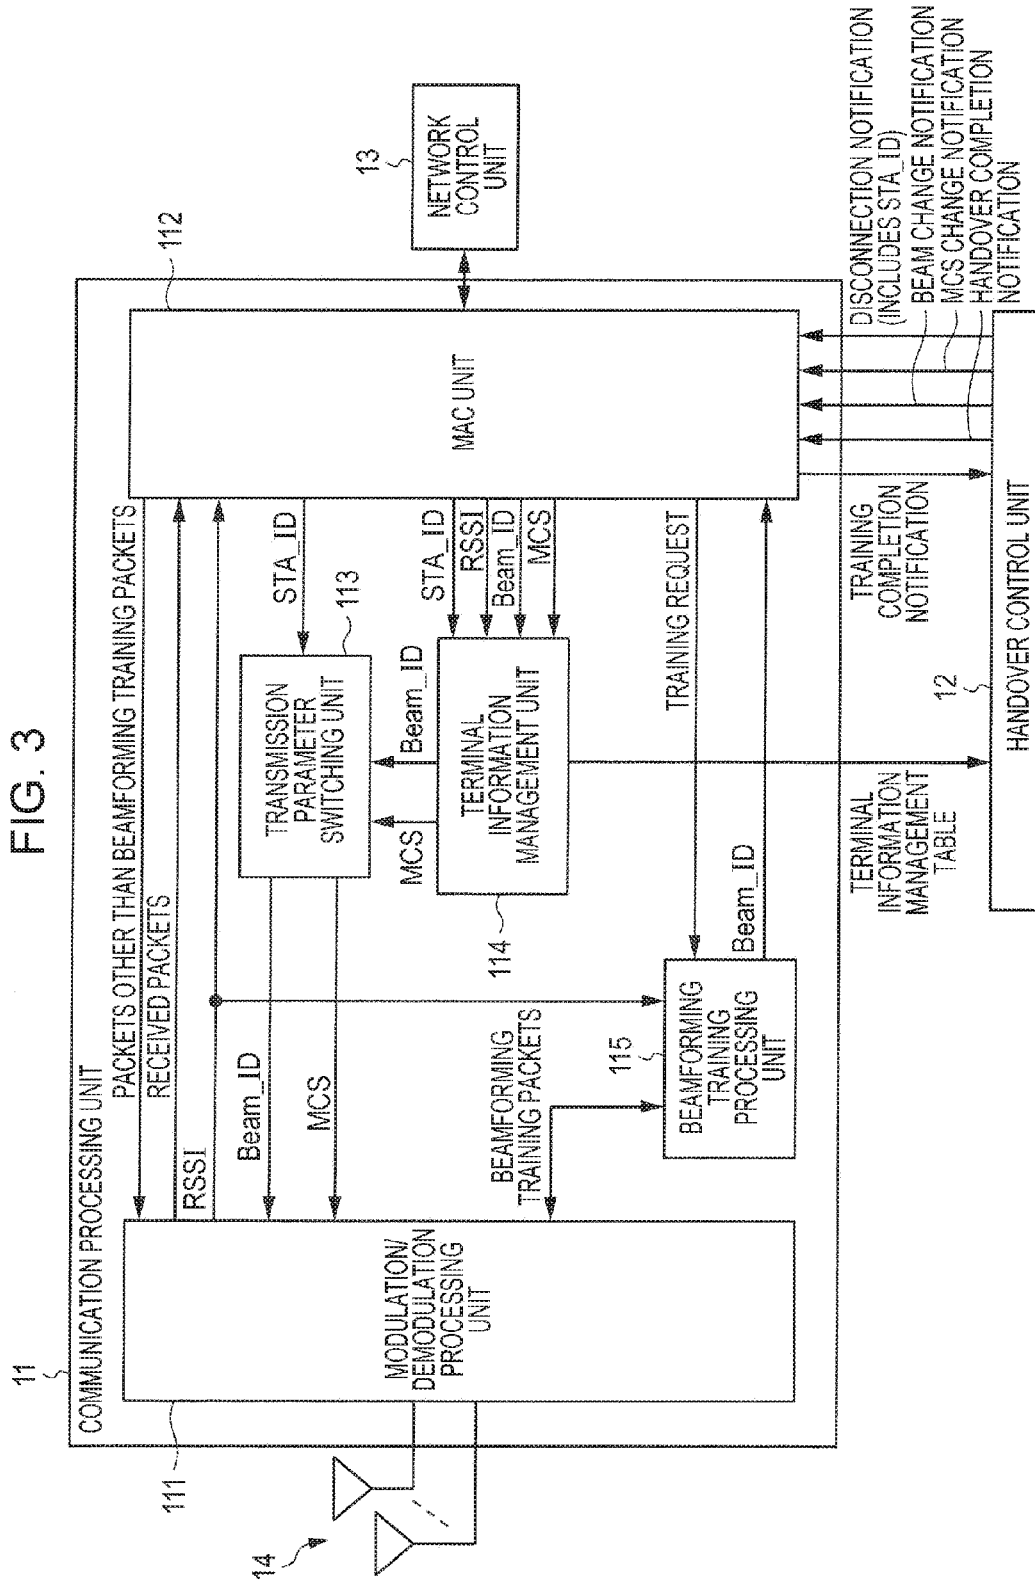 FIG. 3
11
COMMUNICATION PROCESSING UNIT
PACKETS OTHER THAN BEAMFORMING TRAINING PACKETS
RECEIVED PACKETS
RSSI
111
MODULATION/
DEMODULATION
PROCESSING
UNIT
14
Beam_ID
MCS
STA_ID
113
TRANSMISSION
PARAMETER
SWITCHING UNIT
MCS
Beam_ID
114
TERMINAL
INFORMATION
MANAGEMENT UNIT
STA_ID
RSSI
Beam_ID
MCS
112
MAC UNIT
13
NETWORK
CONTROL
UNIT
BEAMFORMING
TRAINING PACKETS
115
BEAMFORMING
TRAINING
PROCESSING
UNIT
TRAINING REQUEST
Beam_ID
TERMINAL
INFORMATION
MANAGEMENT
TABLE
TRAINING
COMPLETION
NOTIFICATION
DISCONNECTION NOTIFICATION
(INCLUDES STA_ID)
BEAM CHANGE NOTIFICATION
MCS CHANGE NOTIFICATION
HANDOVER COMPLETION
NOTIFICATION
12
HANDOVER CONTROL UNIT